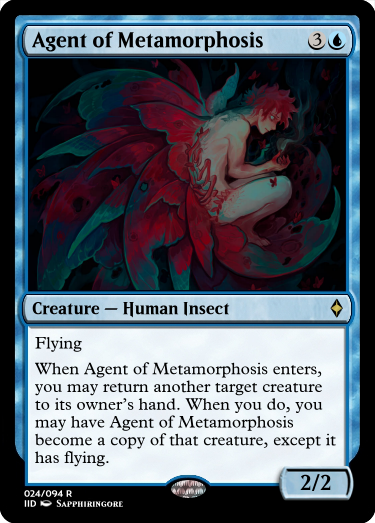 Agent of Metamorphosis 3
Creature — Human Insect
Flying
When Agent of Metamorphosis enters,
you may return another target creature
to its owner's hand. When you do, you
may have Agent of Metamorphosis
become a copy of that creature, except it
has flying.
2/2
024/094 R
IID SAPPHIRINGORE